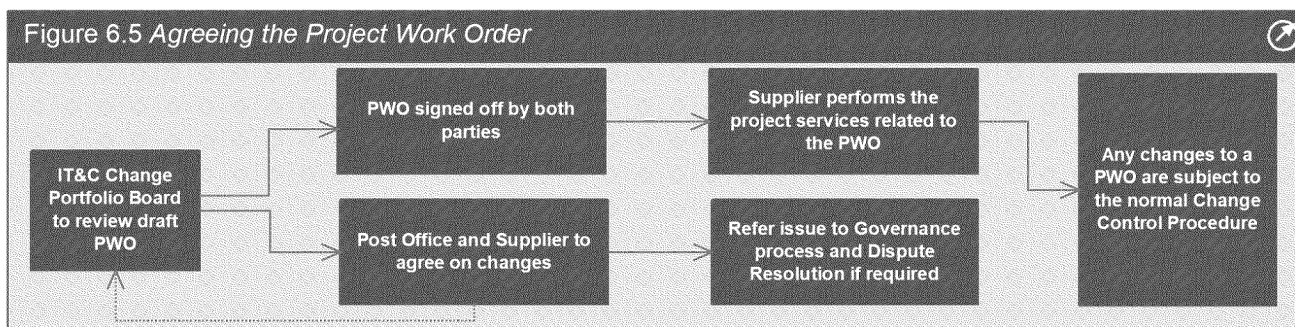 Figure 6.5 Agreeing the Project Work Order
IT&C Change
Portfolio Board
to review draft
PWO
PWO signed off by both
parties
Supplier performs the
project services related to
the PWO
Post Office and Supplier to
agree on changes
Refer issue to Governance
process and Dispute
Resolution if required
Any changes to a
PWO are subject to
the normal Change
Control Procedure